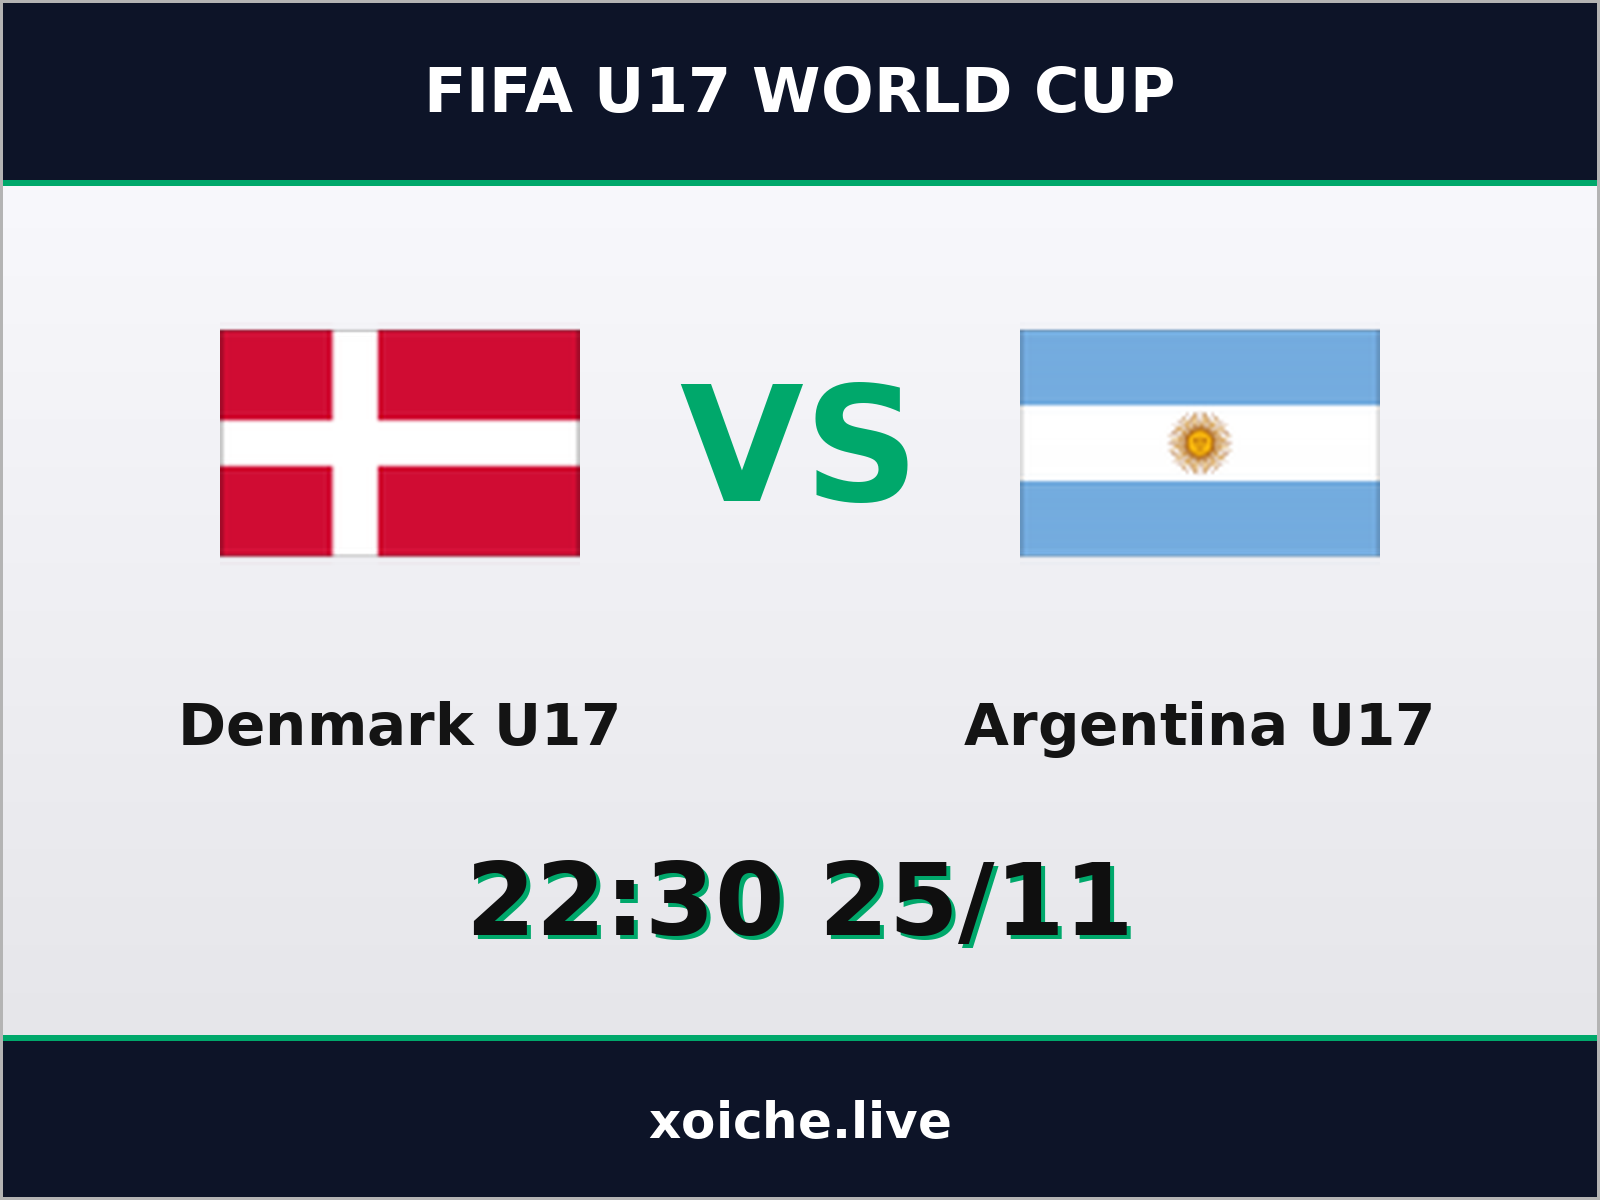 FIFA U17 WORLD CUP
VS
Denmark U17
Argentina U17
22:30 25/11
xoiche.live